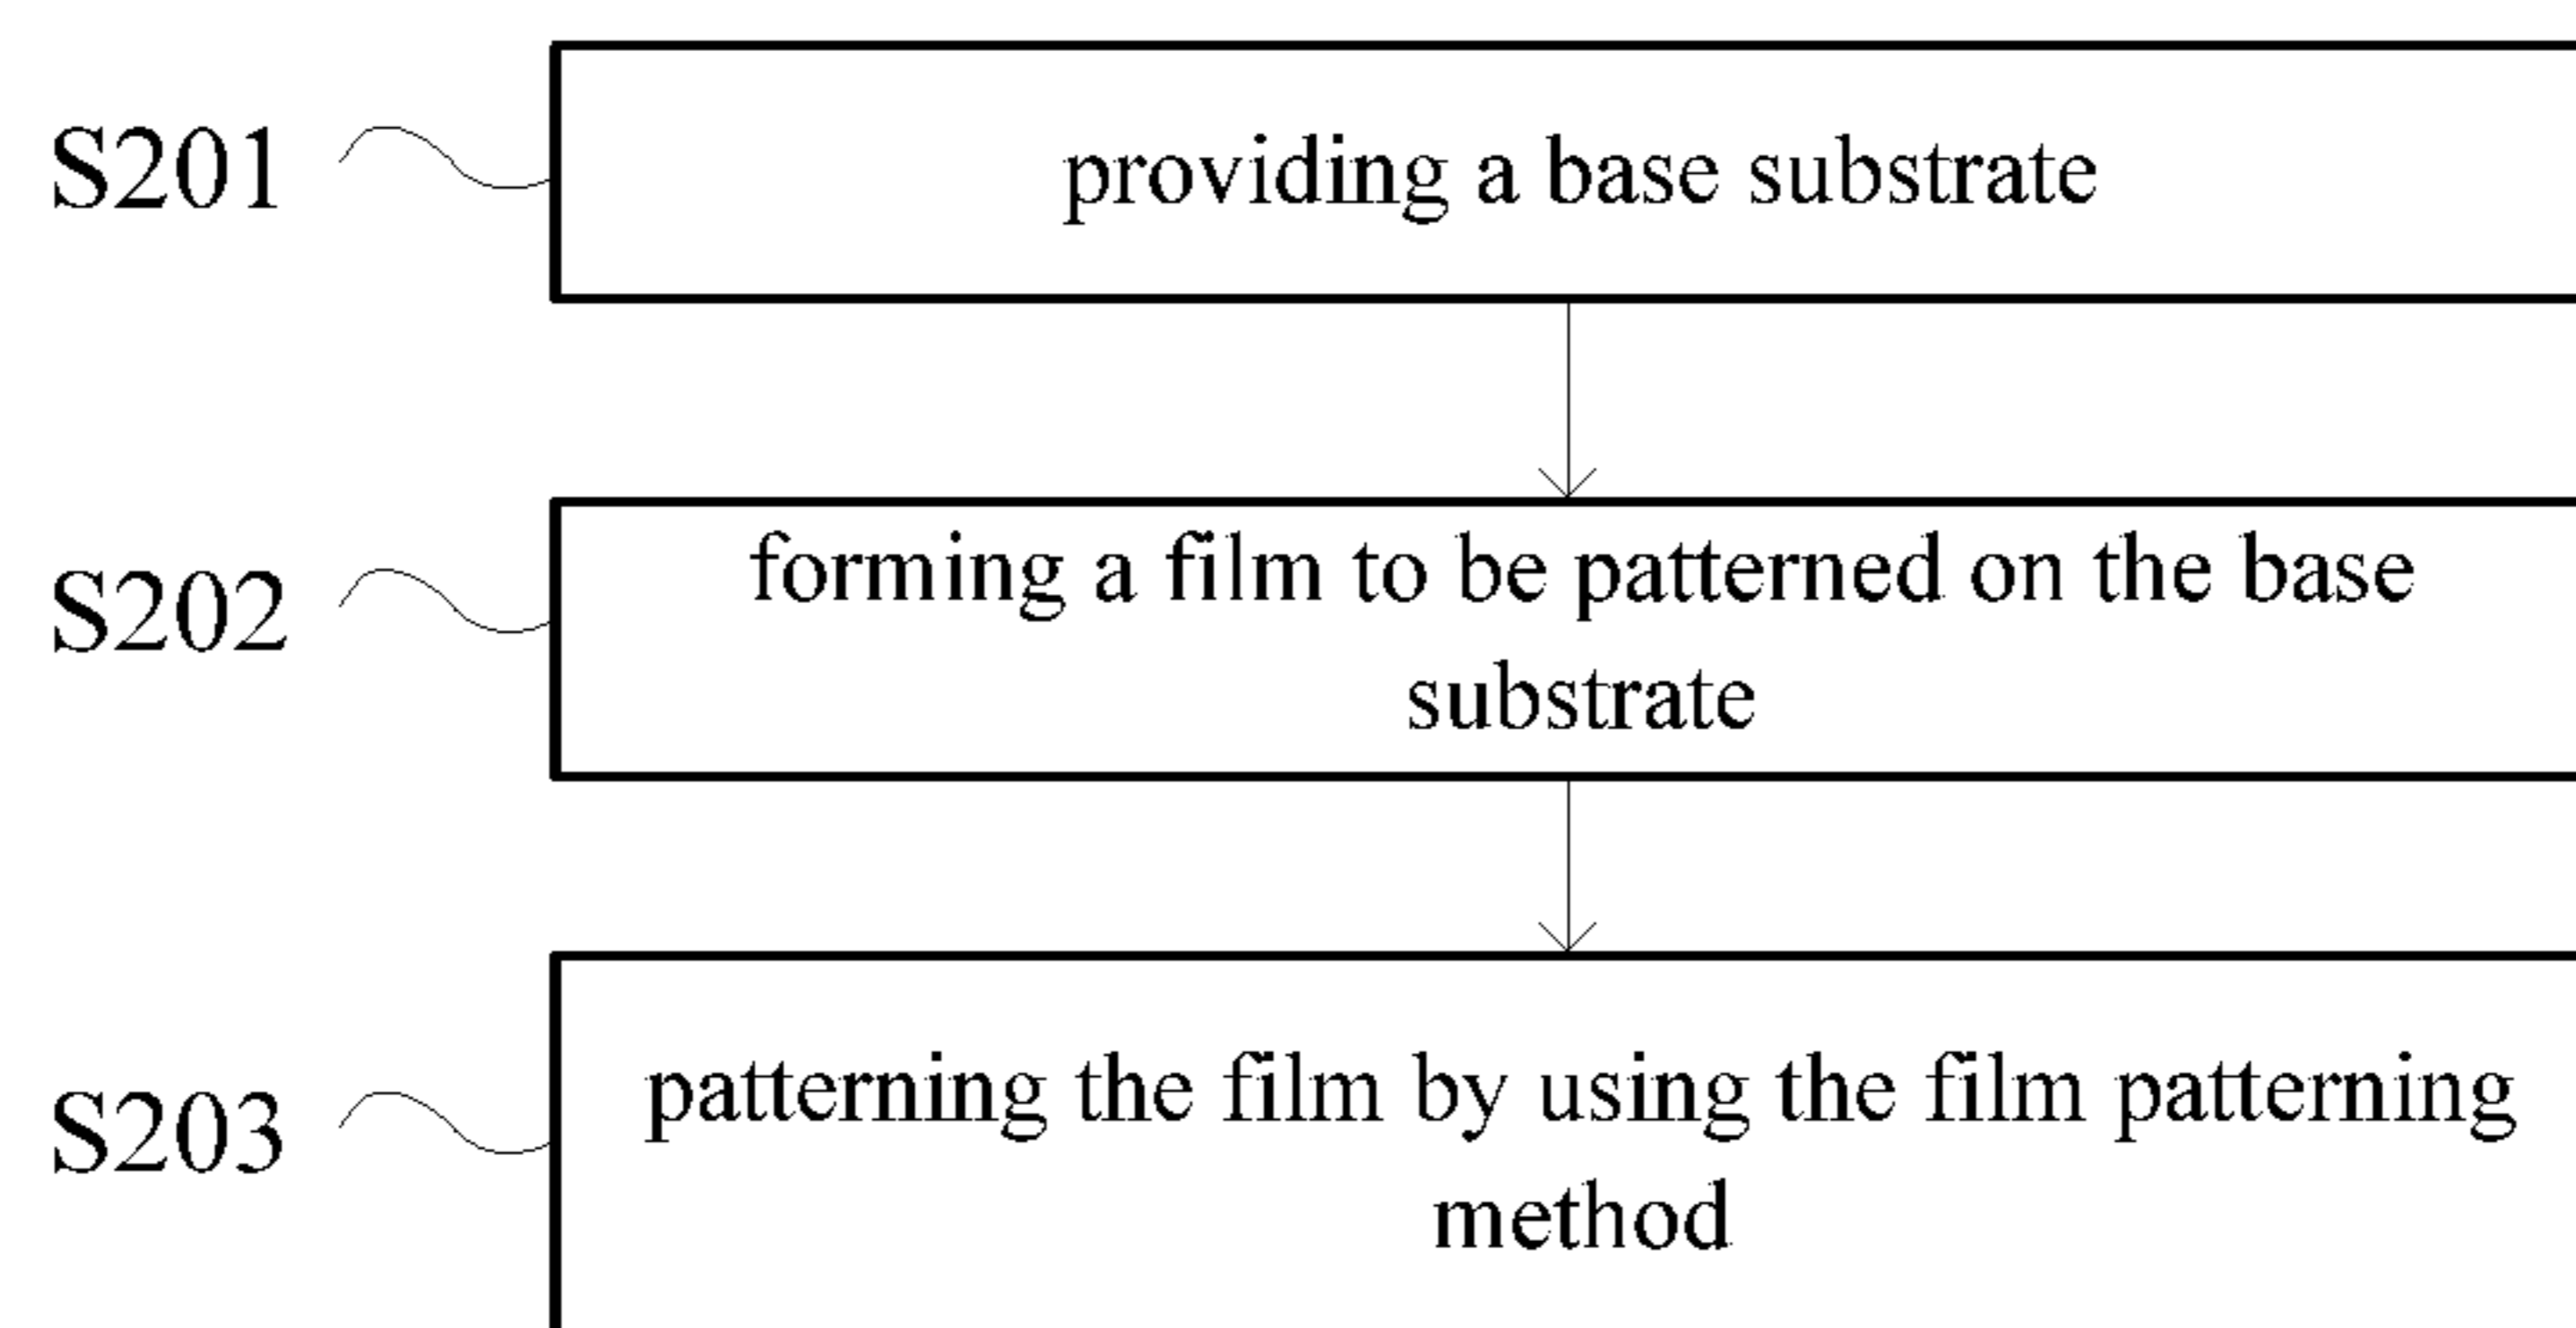 S201
providing a base substrate
S202
forming a film to be patterned on the base
substrate
S203
patterning the film by using the film patterning
method